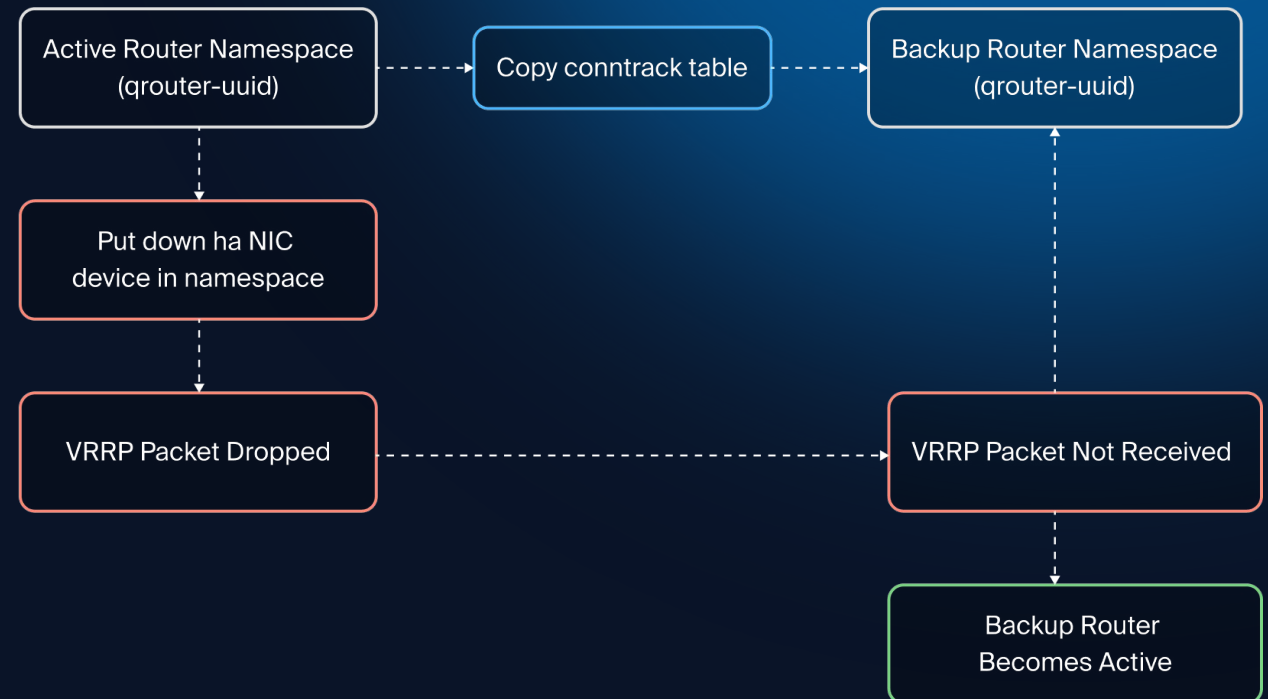 Active Router Namespace
(qrouter-uuid)
Copy conntrack table
Backup Router Namespace
(qrouter-uuid)
Put down ha NIC
device in namespace
VRRP Packet Dropped
VRRP Packet Not Received
Backup Router
Becomes Active